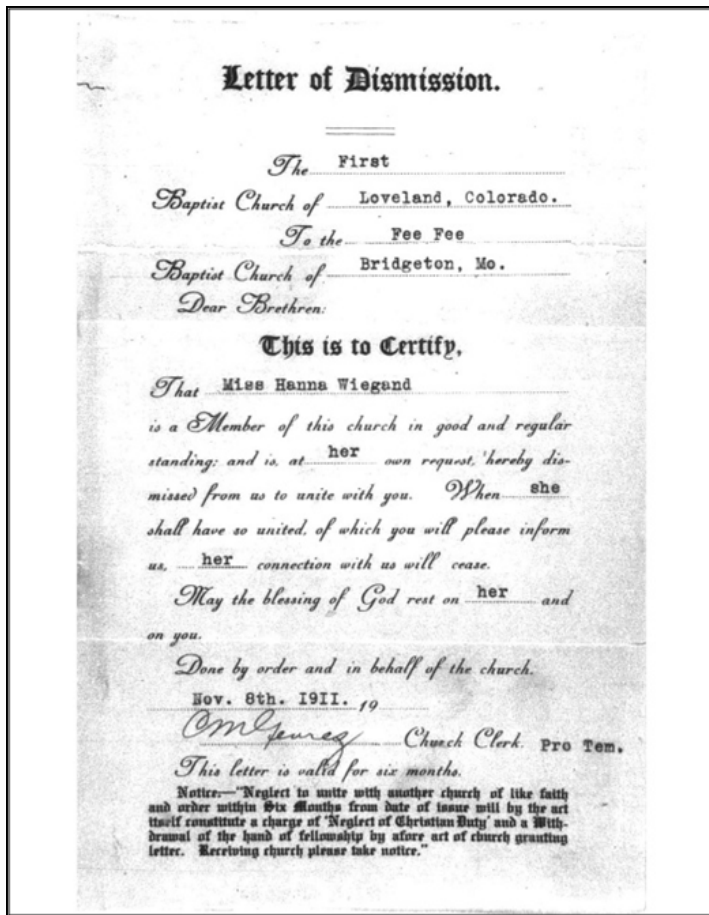 Letter of Dismission.
The First
Baptist Church of Loveland, Colorado.
To the Fee Fee
Baptist Church of Bridgeton, Mo.
Dear Brethren:
This is to Certify,
That Miss Hanna Wiegand
is a Member of this church in good and regular
standing; and is, at her own request, hereby dis-
missed from us to unite with you. When she
shall have so united, of which you will please inform
us, her connection with us will cease.
May the blessing of God rest on her and
on you.
Done by order and in behalf of the church.
Nov. 8th. 1911. 19
Church Clerk. Pro Tem.
This letter is valid for six months.
Notice:—"Neglect to unite with another church of like faith
and order within Six Months from date of issue will by the act
itself constitute a charge of 'Neglect of Christian Duty' and a With-
drawal of the hand of fellowship by afore act of church granting
letter. Receiving church please take notice."